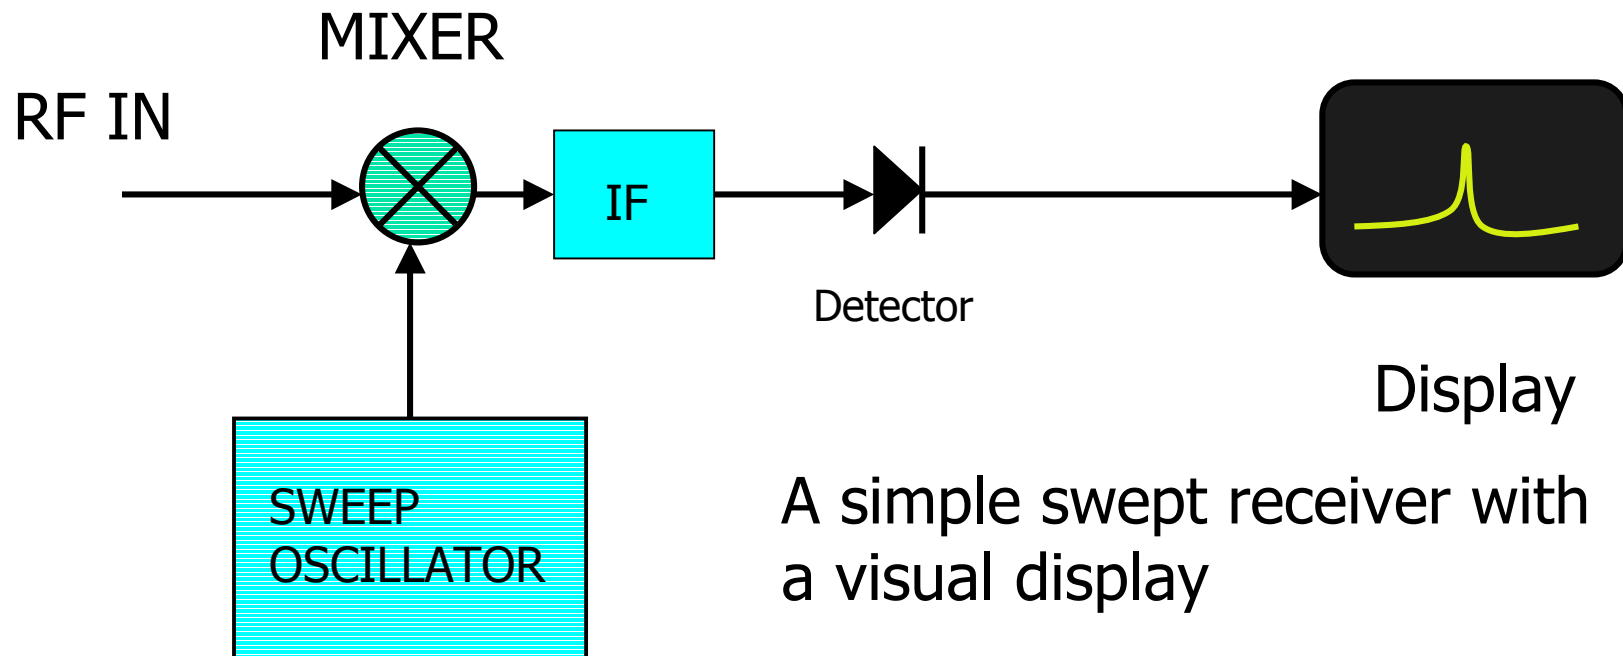 MIXER
RF IN
IF
Detector
Display
SWEEP
OSCILLATOR
A simple swept receiver with
a visual display